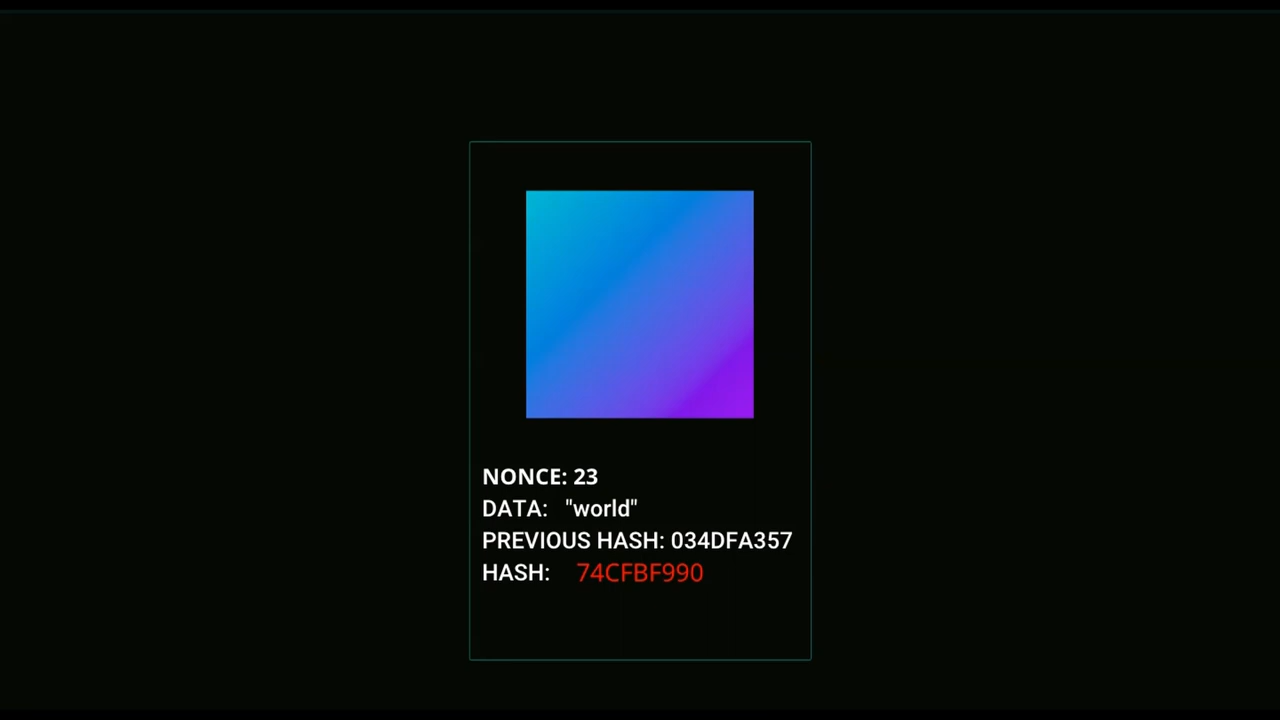 NONCE: 23
DATA: "world"
PREVIOUS HASH: 034DFA357
HASH: 74CFBF990